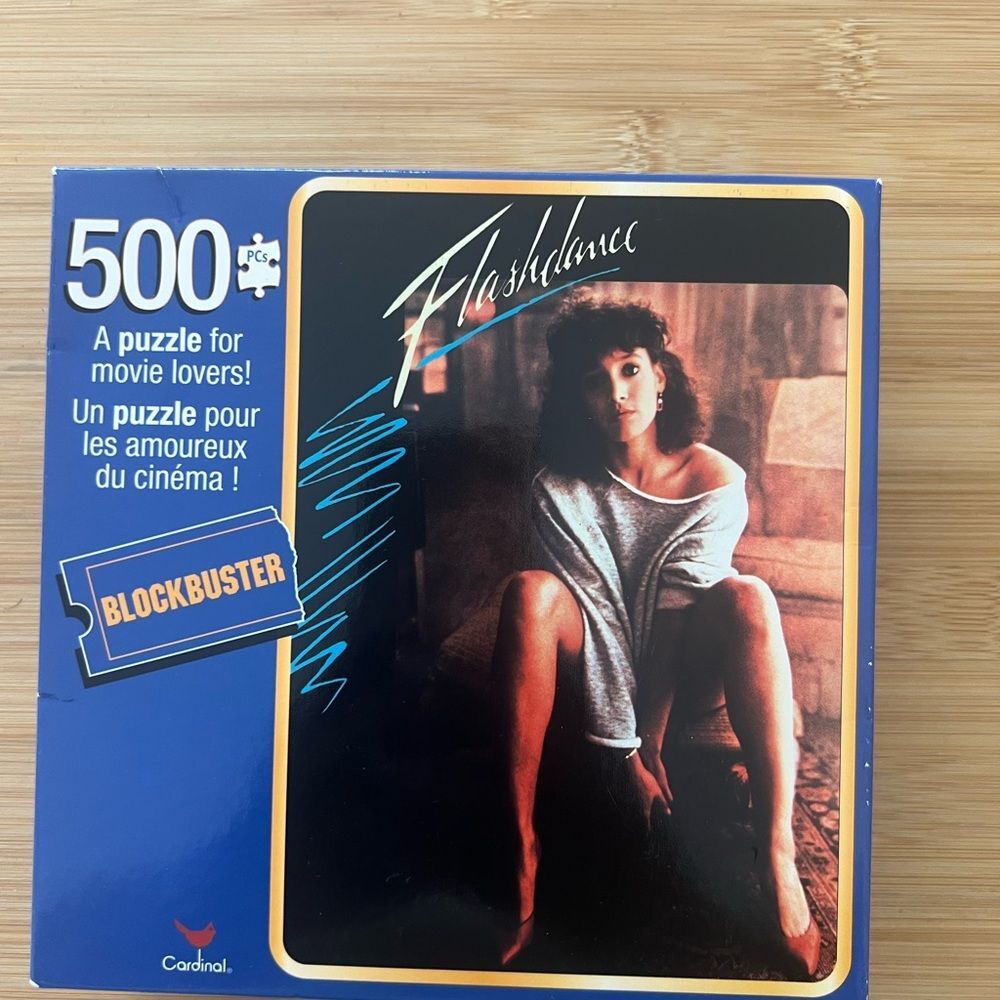 500 PCs
A puzzle for
movie lovers!
Un puzzle pour
les amoureux
du cinéma !
BLOCKBUSTER
Cardinal®
Flashdance